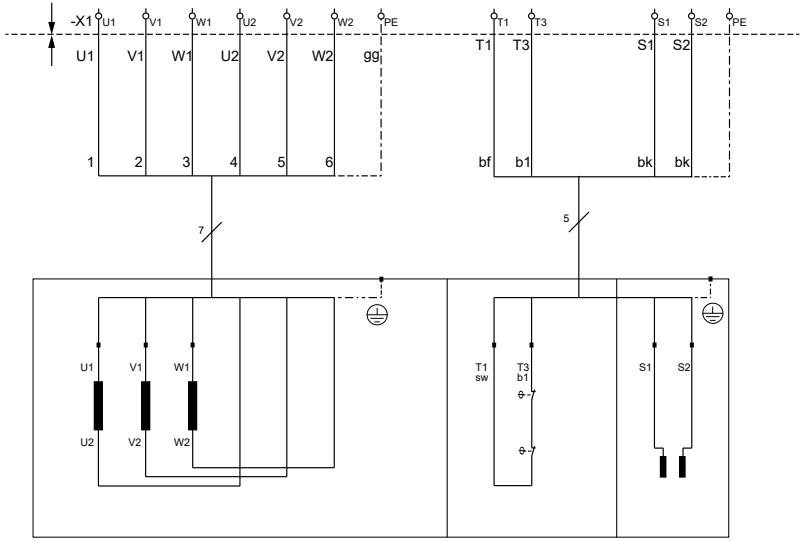 -X1 U1 V1 W1 U2 V2 W2 PE T1 T3 S1 S2 PE
U1 V1 W1 U2 V2 W2 gg T1 T3 S1 S2
1 2 3 4 5 6 bf b1 bk bk
7 5
U1 V1 W1 T1 T3 S1 S2
sw b1
U2 V2 W2